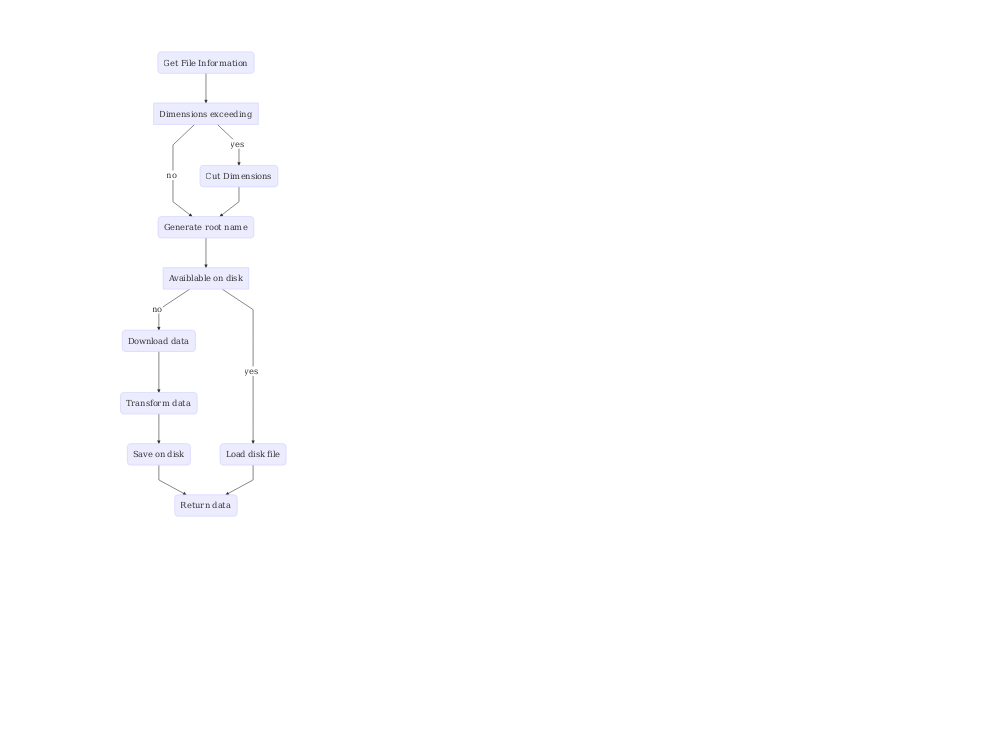 Get File Information
Dimensions exceeding
yes
no
Cut Dimensions
Generate root name
Avaiblable on disk
no
Download data
yes
Transform data
Save on disk
Load disk file
Return data